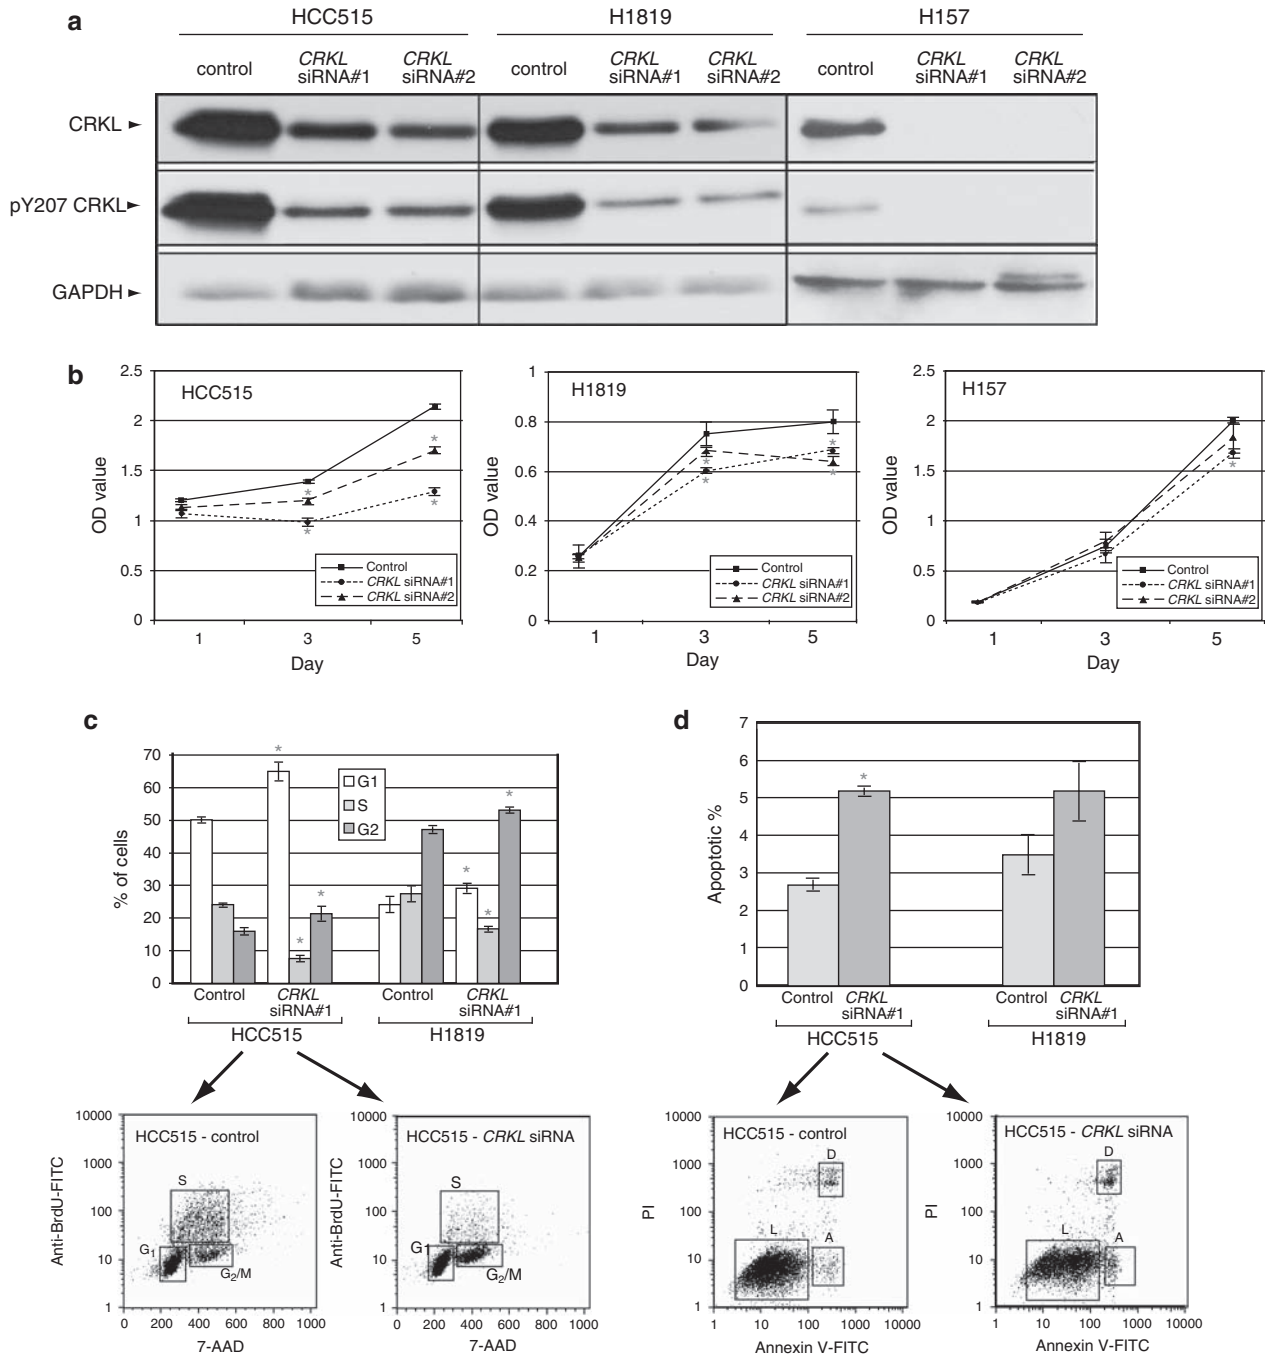 a
HCC515 H1819 H157
control CRKL siRNA#1 CRKL siRNA#2 control CRKL siRNA#1 CRKL siRNA#2 control CRKL siRNA#1 CRKL siRNA#2
CRKL
pY207 CRKL
GAPDH
b
HCC515
2.5
2
1.5
1
0.5
0
OD value
1 3 5
Day
Control
CRKL siRNA#1
CRKL siRNA#2
H1819
1
0.8
0.6
0.4
0.2
0
OD value
1 3 5
Day
Control
CRKL siRNA#1
CRKL siRNA#2
H157
2.5
2
1.5
1
0.5
0
OD value
1 3 5
Day
Control
CRKL siRNA#1
CRKL siRNA#2
c
70
60
50
40
30
20
10
0
% of cells
G1
S
G2
* * * * * *
Control CRKL siRNA#1 Control CRKL siRNA#1
HCC515 H1819
d
7
6
5
4
3
2
1
0
Apoptotic %
*
Control CRKL siRNA#1 Control CRKL siRNA#1
HCC515 H1819
HCC515 - control
10000
1000
100
10
1
Anti-BrdU-FITC
S
G1
G2/M
0 200 400 600 800 1000
7-AAD
HCC515 - CRKL siRNA
10000
1000
100
10
1
Anti-BrdU-FITC
S
G1
G2/M
0 200 400 600 800 1000
7-AAD
HCC515 - control
10000
1000
100
10
1
PI
D
L
A
1 10 100 1000 10000
Annexin V-FITC
HCC515 - CRKL siRNA
10000
1000
100
10
1
PI
D
L
A
1 10 100 1000 10000
Annexin V-FITC